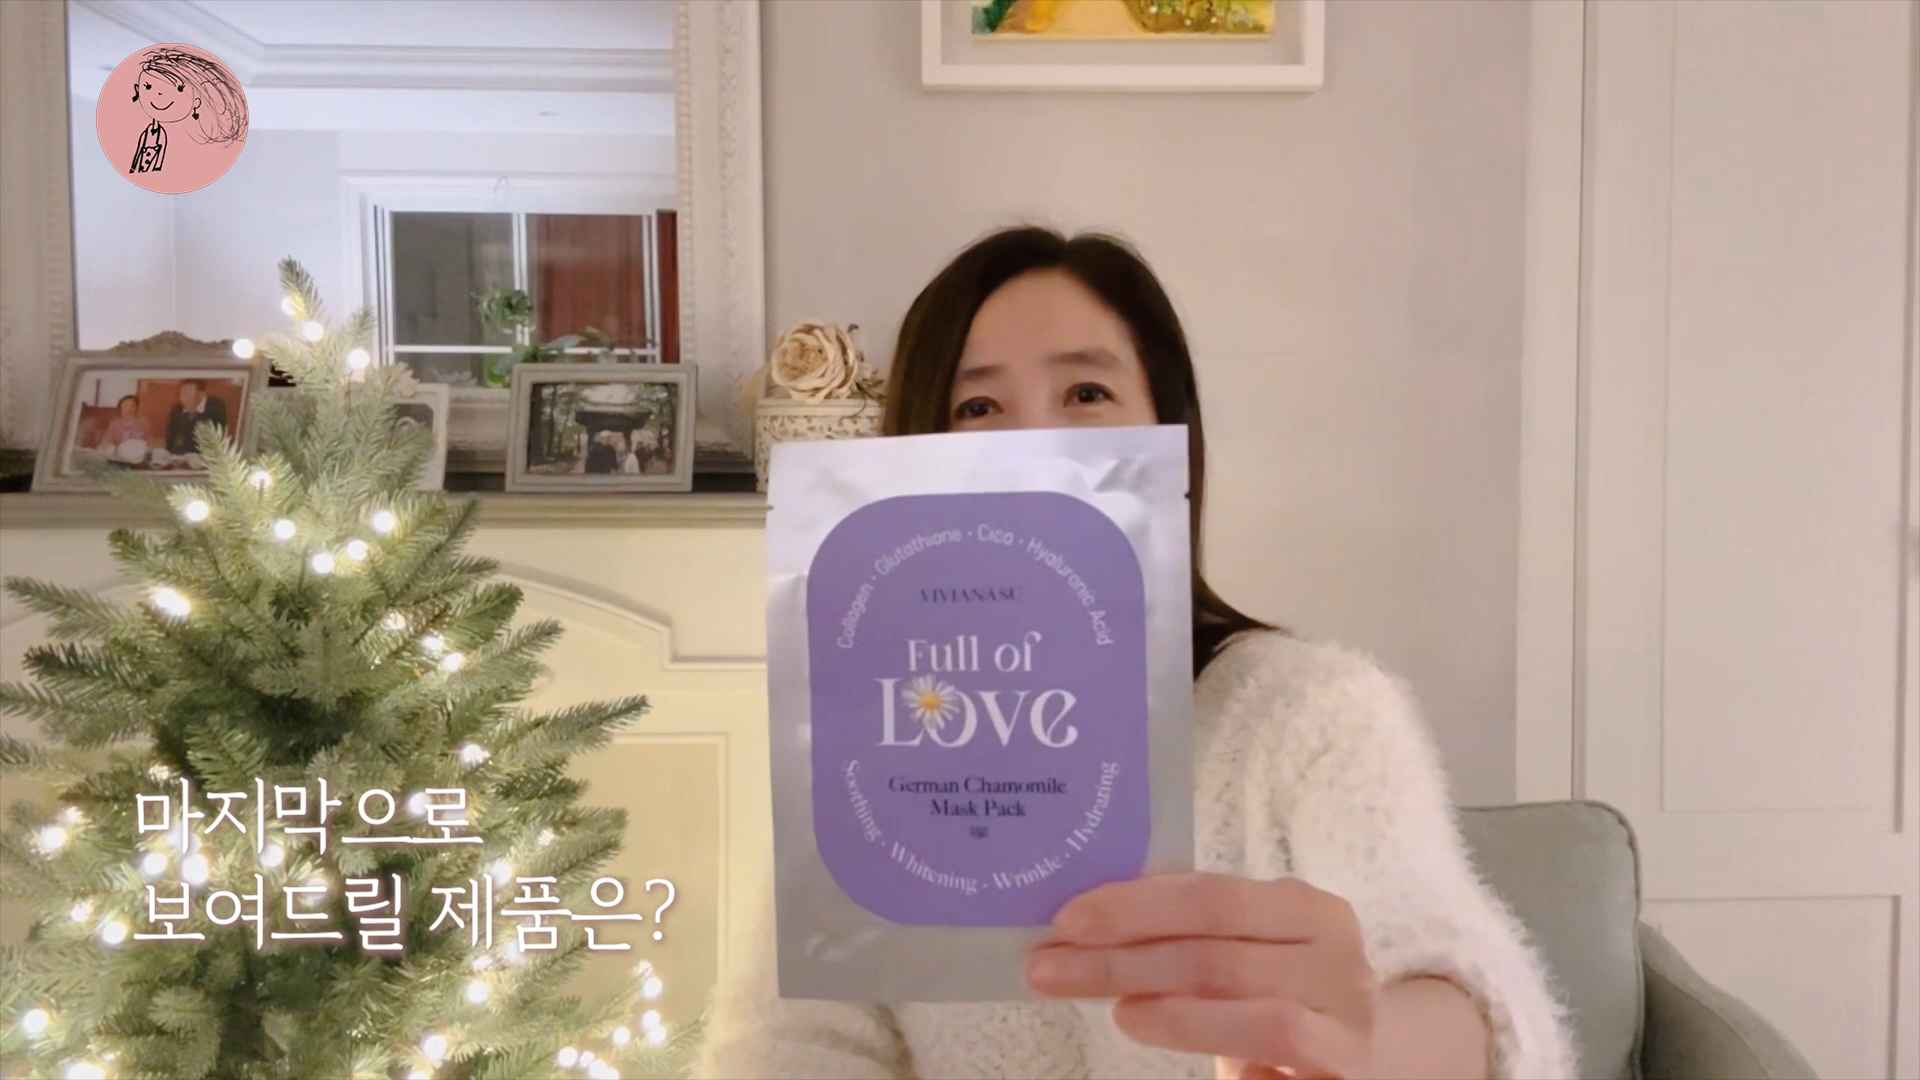 Collagen · Glutathione · Cica · Hyaluronic Acid
VIVIANASU
Full of
Love
German Chamomile
Mask Pack
Soothing · Whitening · Wrinkle · Hydrating
마지막으로
보여드릴 제품은?